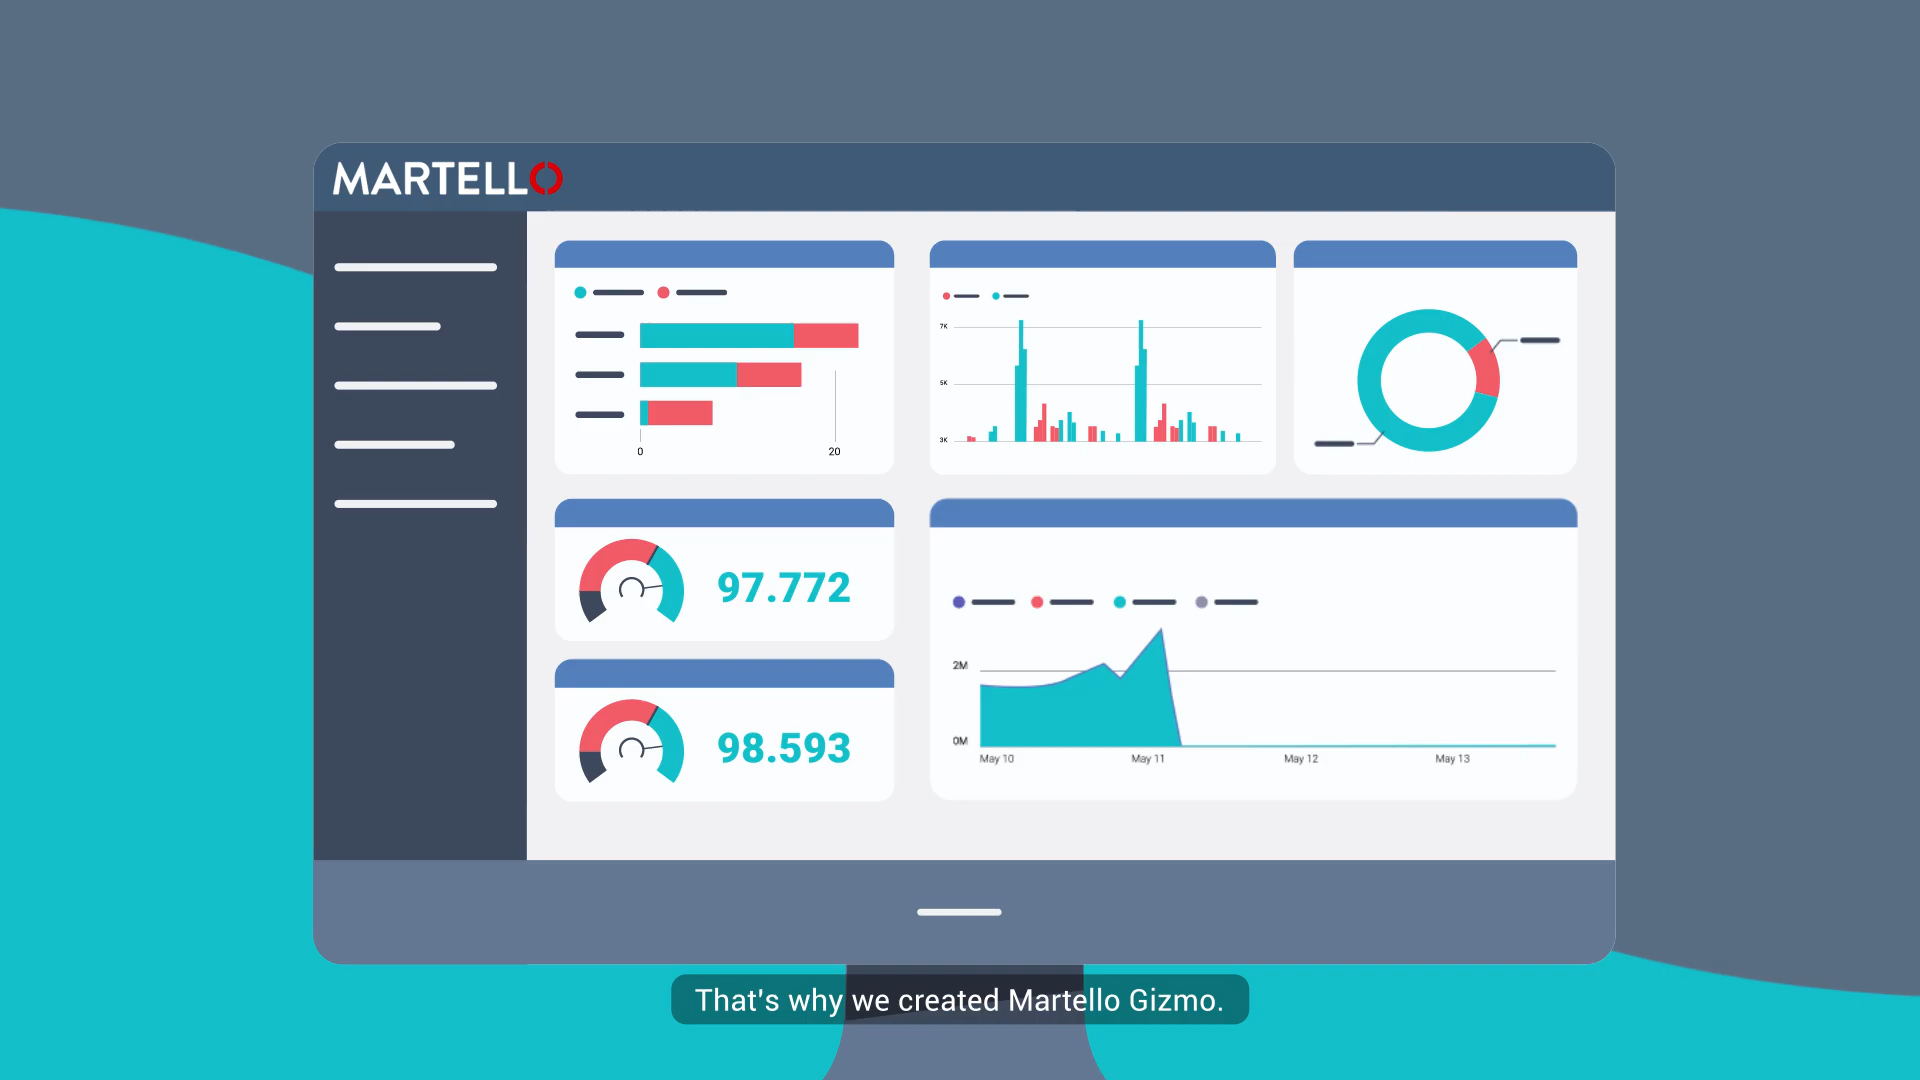 MARTELLO
0
20
7K
5K
3K
97.772
98.593
2M
0M
May 10
May 11
May 12
May 13
That's why we created Martello Gizmo.